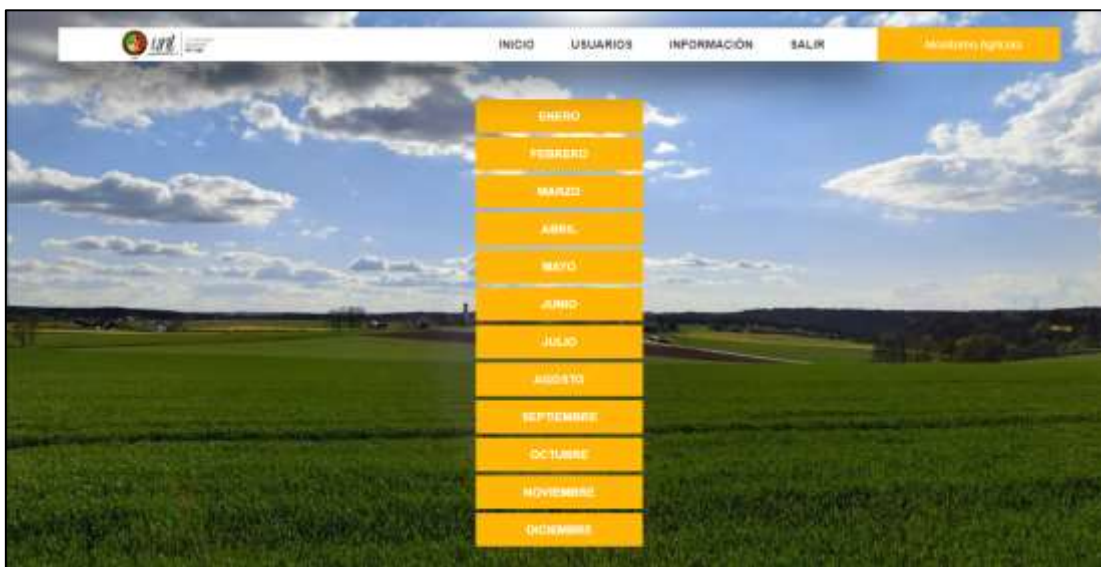 INICIO USUARIOS INFORMACIÓN SALIR
ENERO
FEBRERO
MARZO
ABRIL
MAYO
JUNIO
JULIO
AGOSTO
SEPTIEMBRE
OCTUBRE
NOVIEMBRE
DICIEMBRE